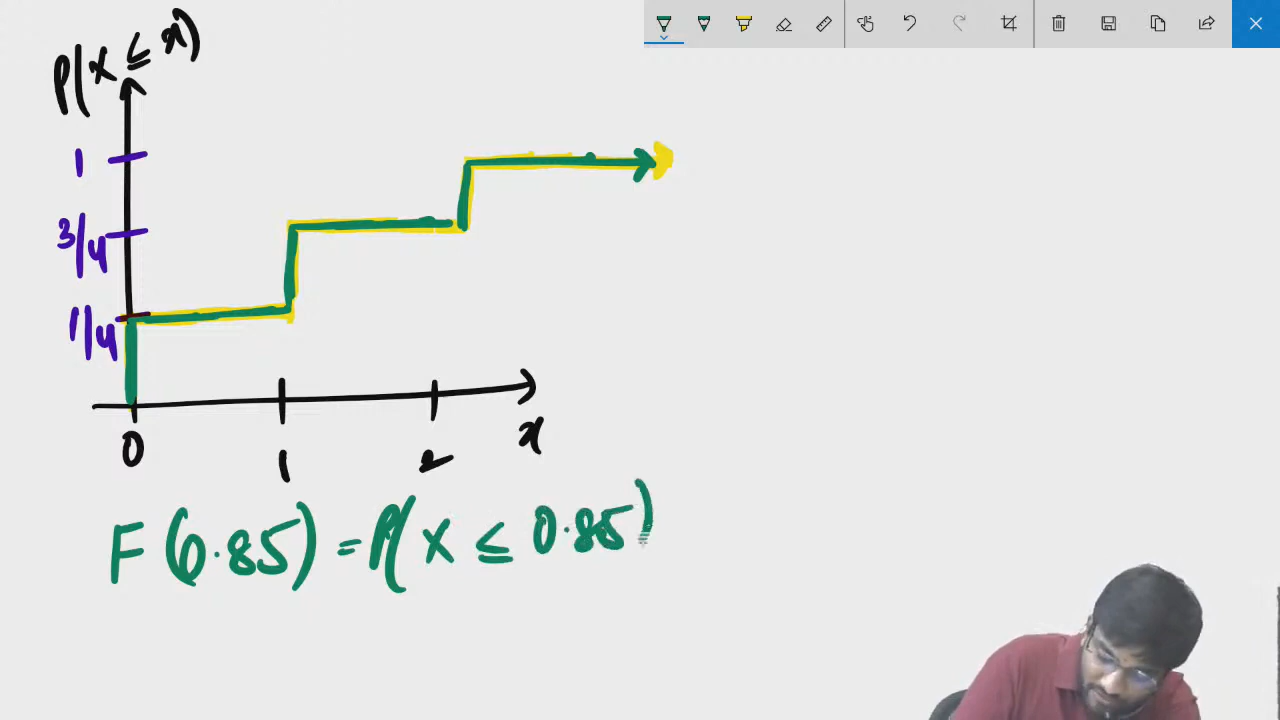 P(X ≤ x)
1
3/4
1/4
0
1
2
x
F(0.85) = P(X ≤ 0.85)